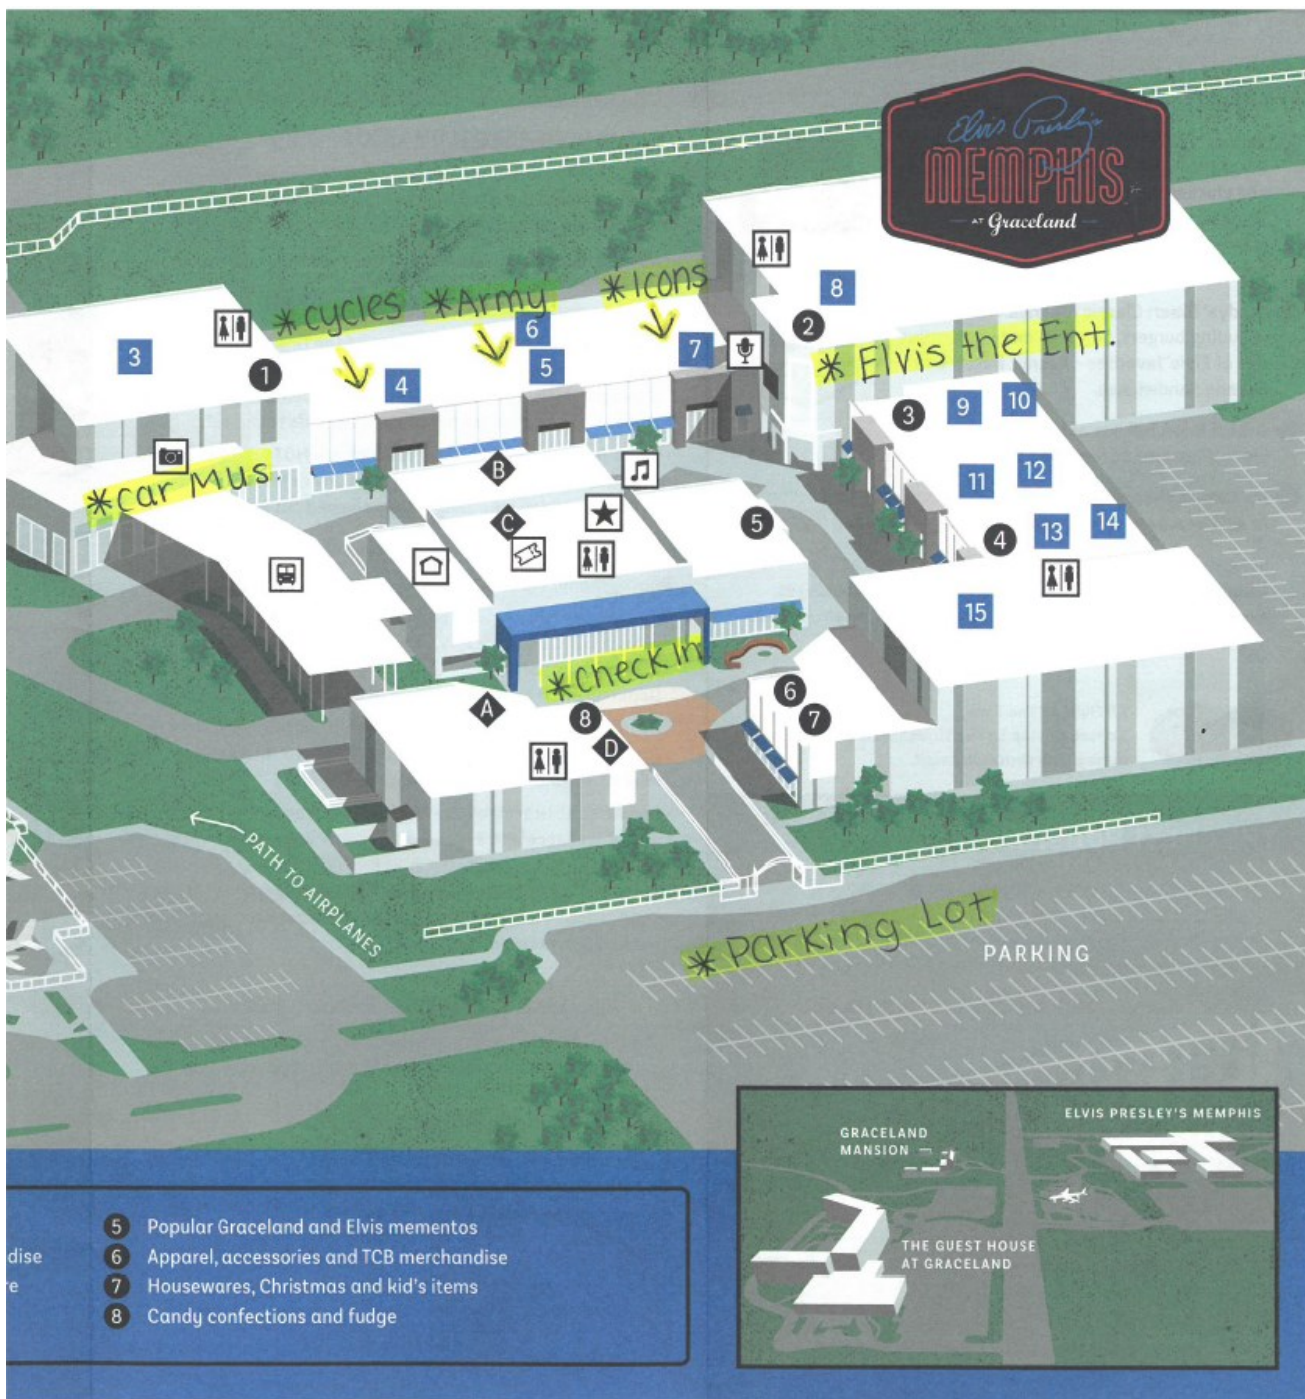 Elvis Presley's
MEMPHIS
AT Graceland
*Cycles
*Army
*Icons
8
2
3
6
7
1
5
4
*Elvis the Ent.
3
9
10
B
*Car Mus.
11
12
C
5
13
14
4
15
*Check In
6
A
8
7
D
PATH TO AIRPLANES
*Parking Lot
PARKING
ELVIS PRESLEY'S MEMPHIS
GRACELAND
MANSION
THE GUEST HOUSE
AT GRACELAND
5 Popular Graceland and Elvis mementos
dise 6 Apparel, accessories and TCB merchandise
re 7 Housewares, Christmas and kid's items
8 Candy confections and fudge